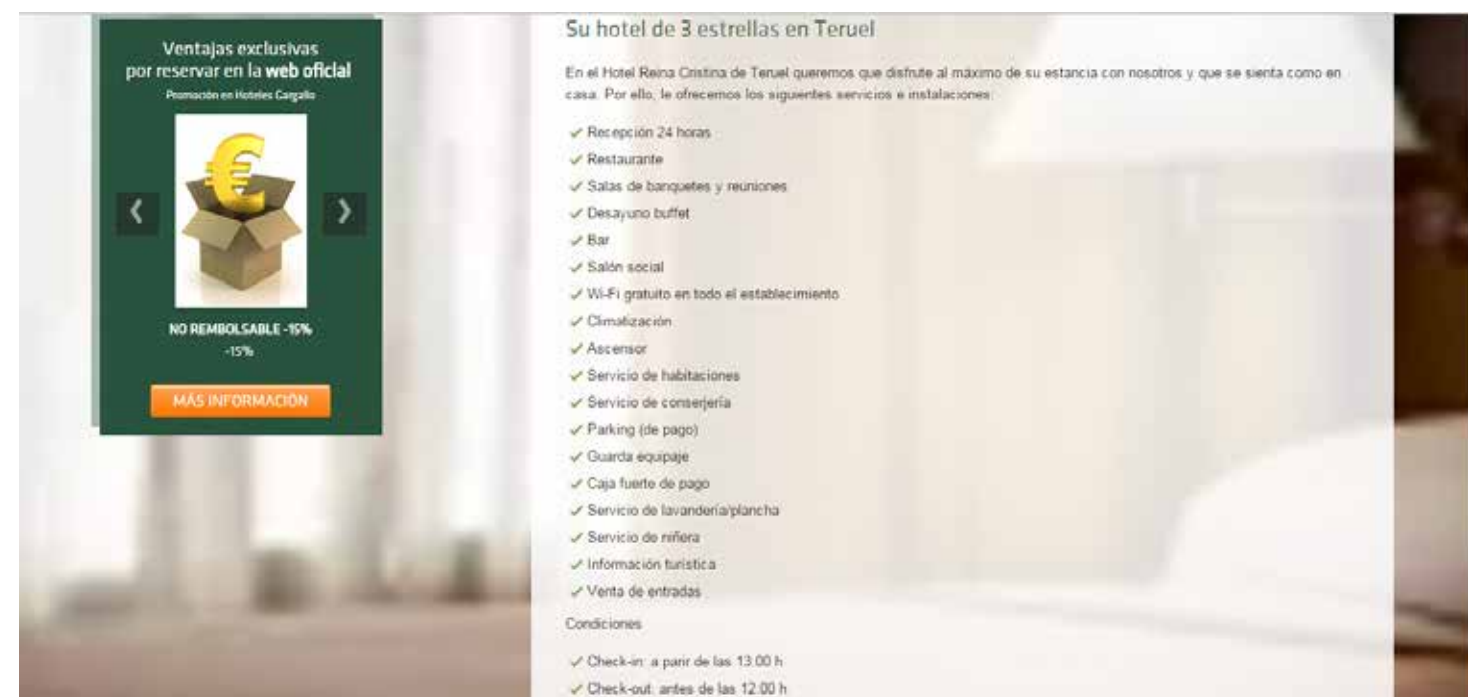 Ventajas exclusivas
por reservar en la web oficial
Promoción en Hoteles Cargallo
NO REMBOLSABLE -15%
-15%
MÁS INFORMACIÓN
Su hotel de 3 estrellas en Teruel
En el Hotel Reina Cristina de Teruel queremos que disfrute al máximo de su estancia con nosotros y que se sienta como en
casa. Por ello, le ofrecemos los siguientes servicios e instalaciones:
Recepción 24 horas
Restaurante
Salas de banquetes y reuniones
Desayuno buffet
Bar
Salón social
Wi-Fi gratuito en todo el establecimiento
Climatización
Ascensor
Servicio de habitaciones
Servicio de conserjería
Parking (de pago)
Guarda equipaje
Caja fuerte de pago
Servicio de lavandería/plancha
Servicio de niñera
Información turística
Venta de entradas
Condiciones
Check-in: a parir de las 13:00 h
Check-out: antes de las 12:00 h